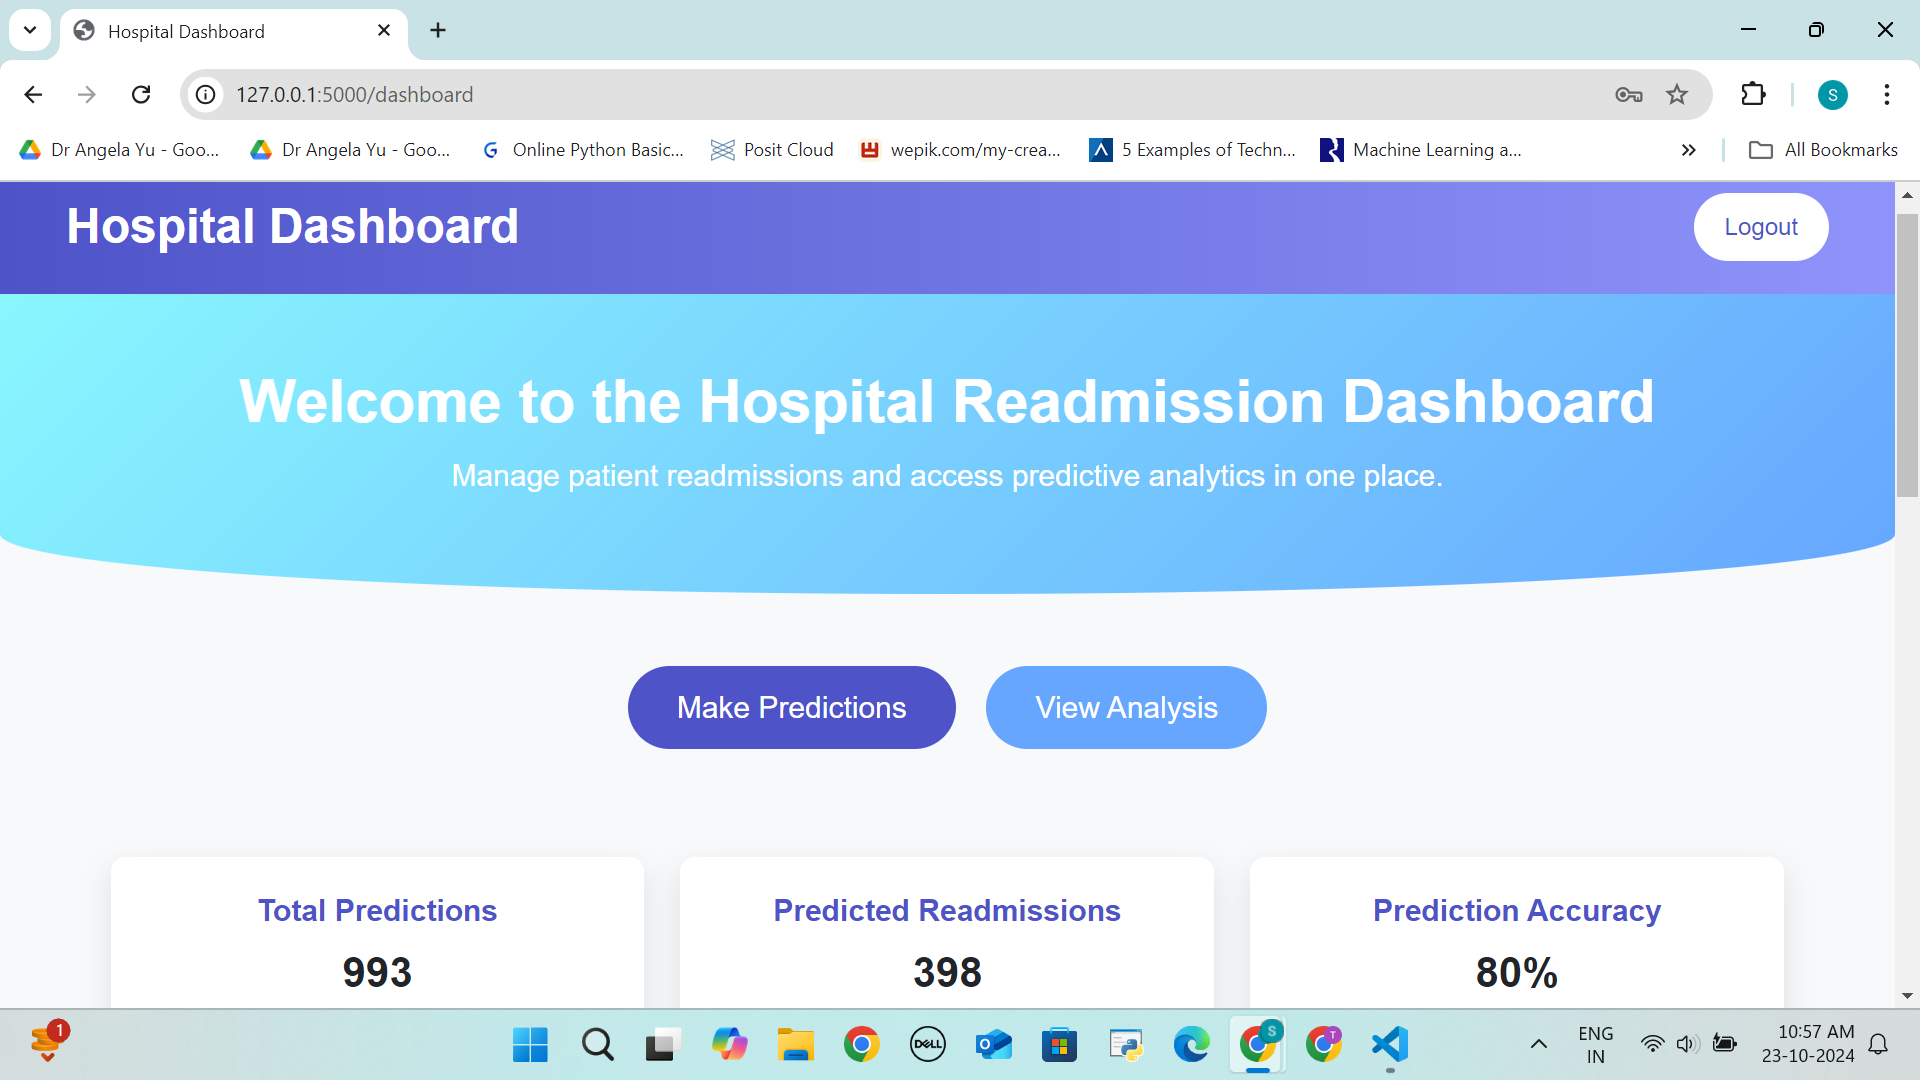 Hospital Dashboard
127.0.0.1:5000/dashboard
S
Dr Angela Yu - Goo...
Dr Angela Yu - Goo...
Online Python Basic...
Posit Cloud
wepik.com/my-crea...
5 Examples of Techn...
Machine Learning a...
All Bookmarks
Hospital Dashboard
Logout
Welcome to the Hospital Readmission Dashboard
Manage patient readmissions and access predictive analytics in one place.
Make Predictions
View Analysis
Total Predictions
993
Predicted Readmissions
398
Prediction Accuracy
80%
1
DELL
S
T
ENG
IN
10:57 AM
23-10-2024